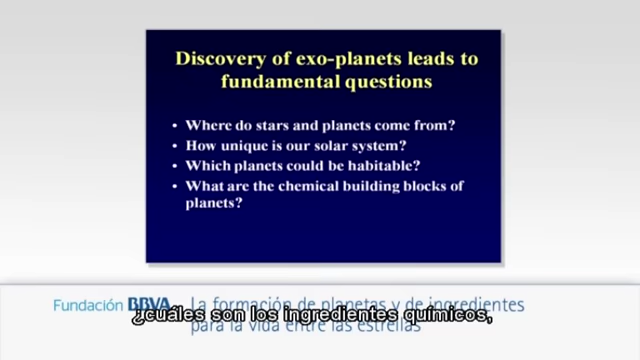 Discovery of exo-planets leads to
fundamental questions
• Where do stars and planets come from?
• How unique is our solar system?
• Which planets could be habitable?
• What are the chemical building blocks of
planets?
Fundación BBVA
La formación de planetas y de ingredientes
¿cuáles son los ingredientes químicos,
para la vida entre las estrellas